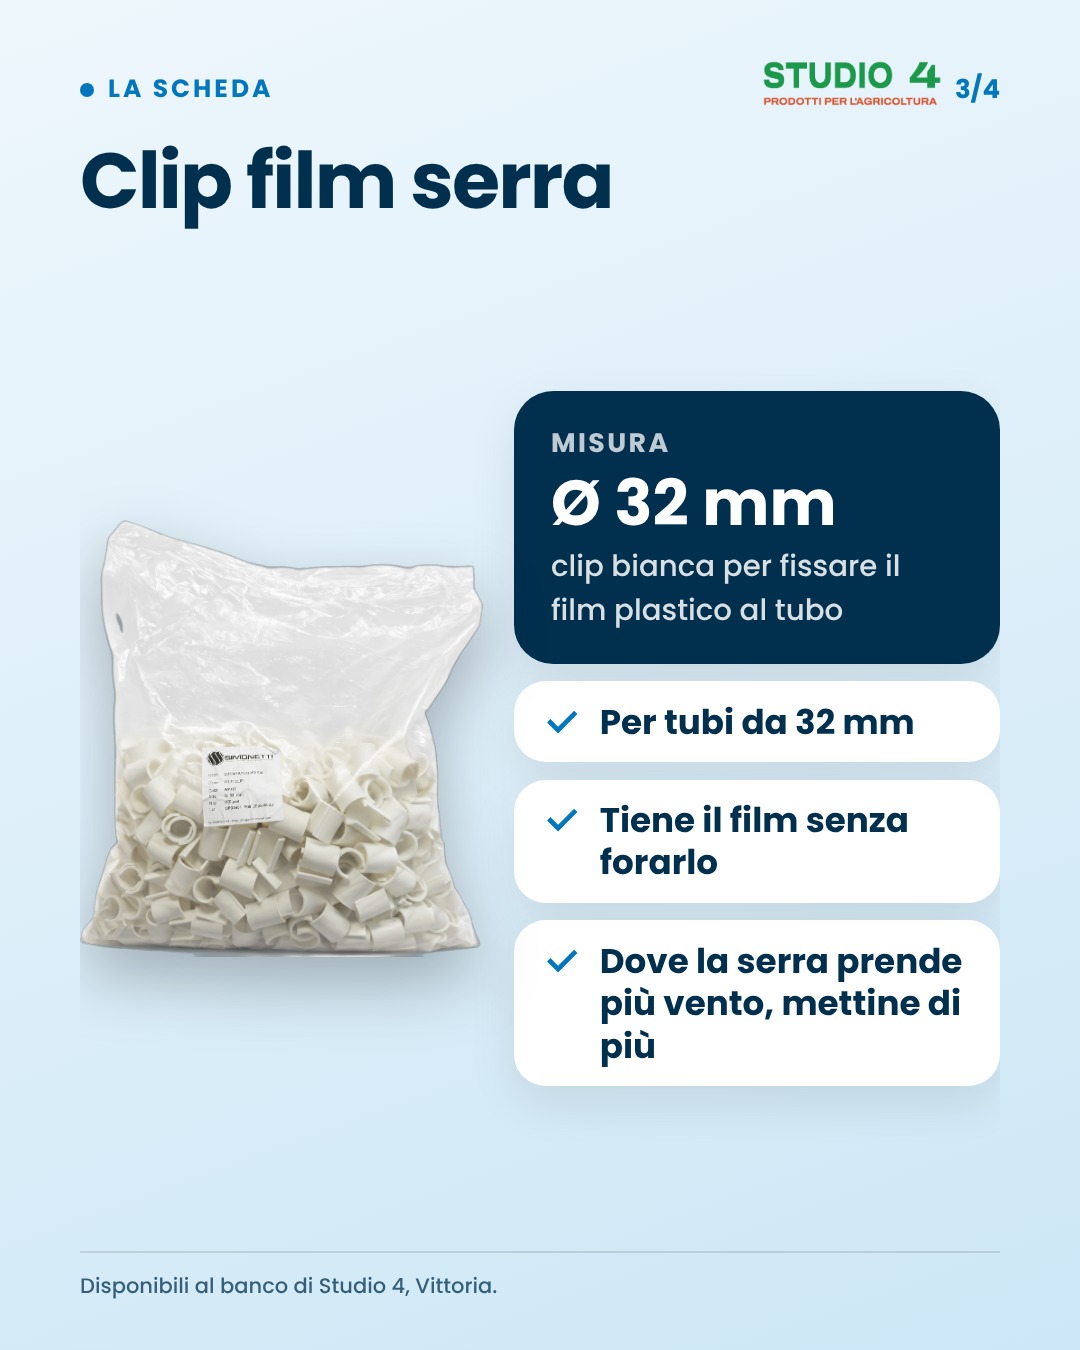 LA SCHEDA
STUDIO 4
PRODOTTI PER L'AGRICOLTURA
3/4
Clip film serra
MISURA
Ø 32 mm
clip bianca per fissare il
film plastico al tubo
Per tubi da 32 mm
Tiene il film senza
forarlo
Dove la serra prende
più vento, mettine di
più
SIMONETTI
Disponibili al banco di Studio 4, Vittoria.